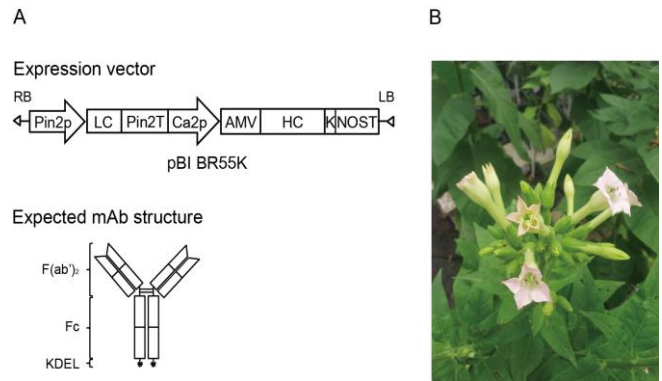 A
Expression vector
RB
LB
Pin2p LC Pin2T Ca2p AMV HC K NOST
pBI BR55K
Expected mAb structure
F(ab')₂
Fc
KDEL
B